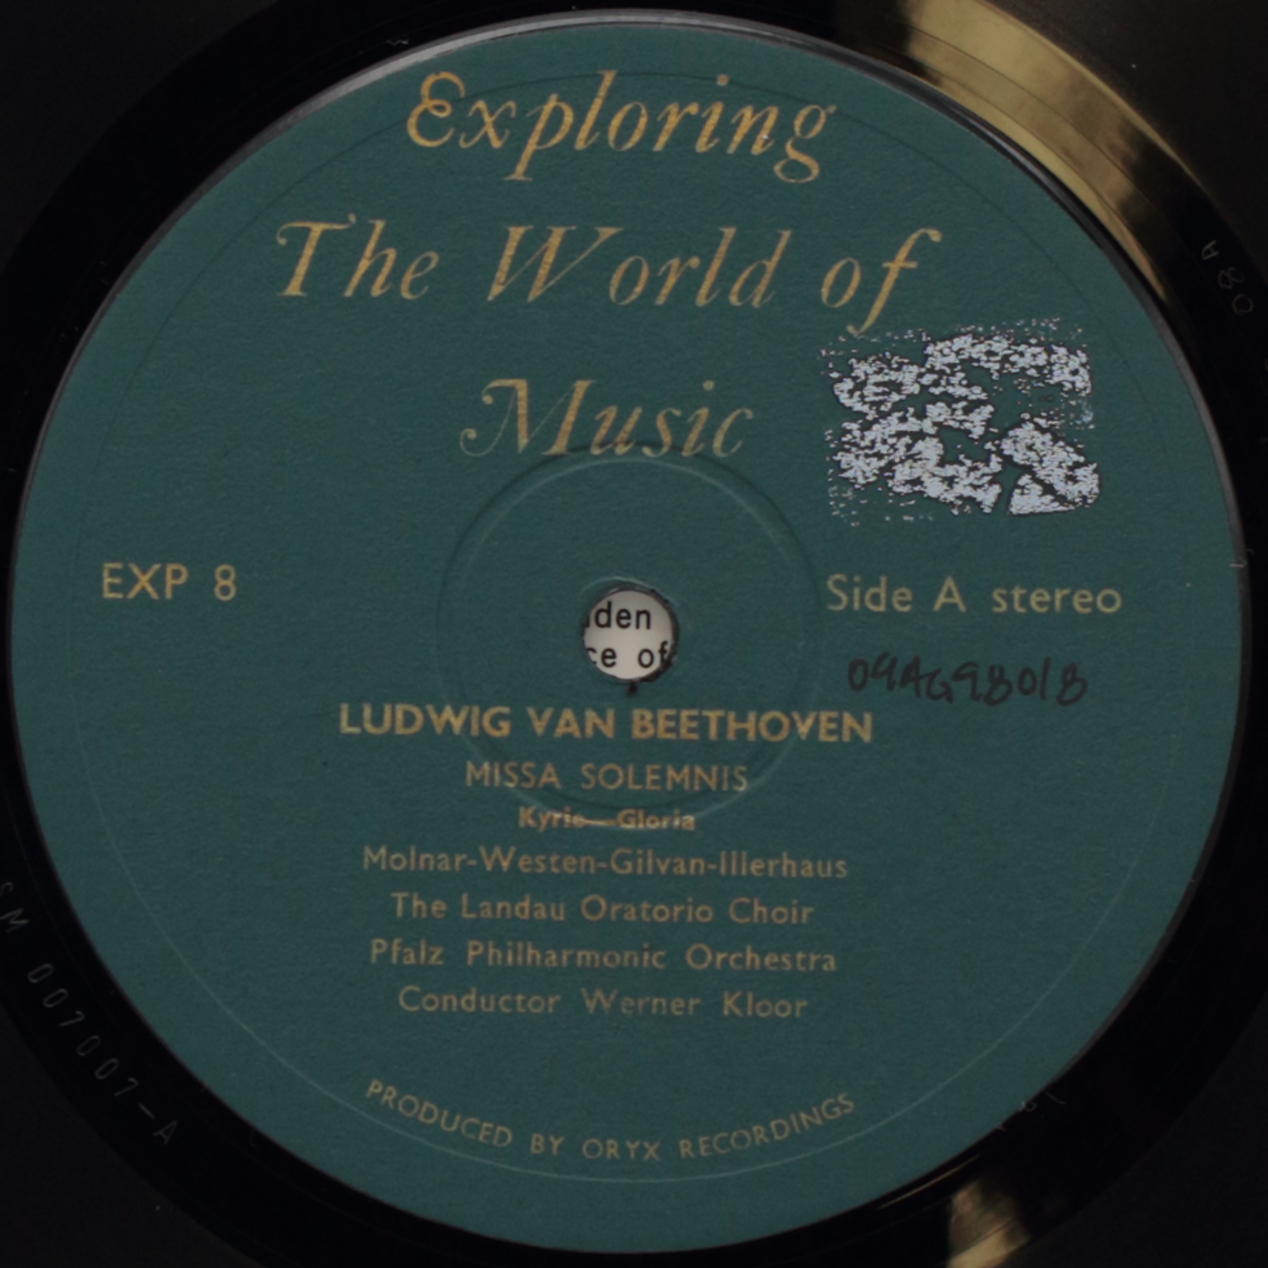 Exploring
The World of
Music
EXP 8
Side A stereo
den
ce of
09AG98018
LUDWIG VAN BEETHOVEN
MISSA SOLEMNIS
Kyrie—Gloria
Molnar-Westen-Gilvan-Illerhaus
The Landau Oratorio Choir
Pfalz Philharmonic Orchestra
Conductor Werner Kloor
PRODUCED BY ORYX RECORDINGS
SM 007007-A